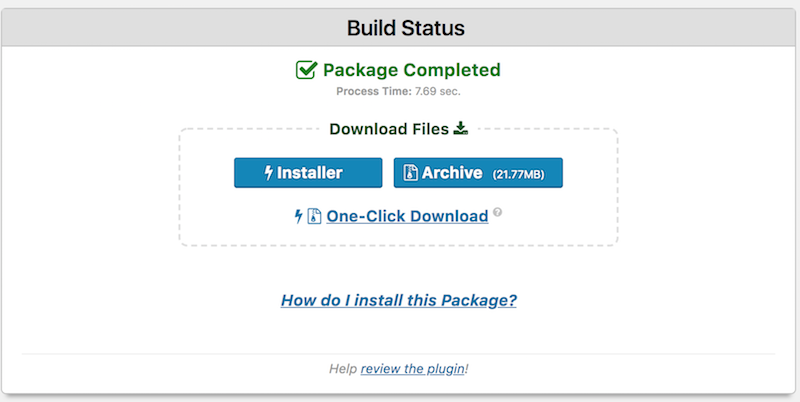 Build Status
Package Completed
Process Time: 7.69 sec.
Download Files
Installer
Archive (21.77MB)
One-Click Download ?
How do I install this Package?
Help review the plugin!